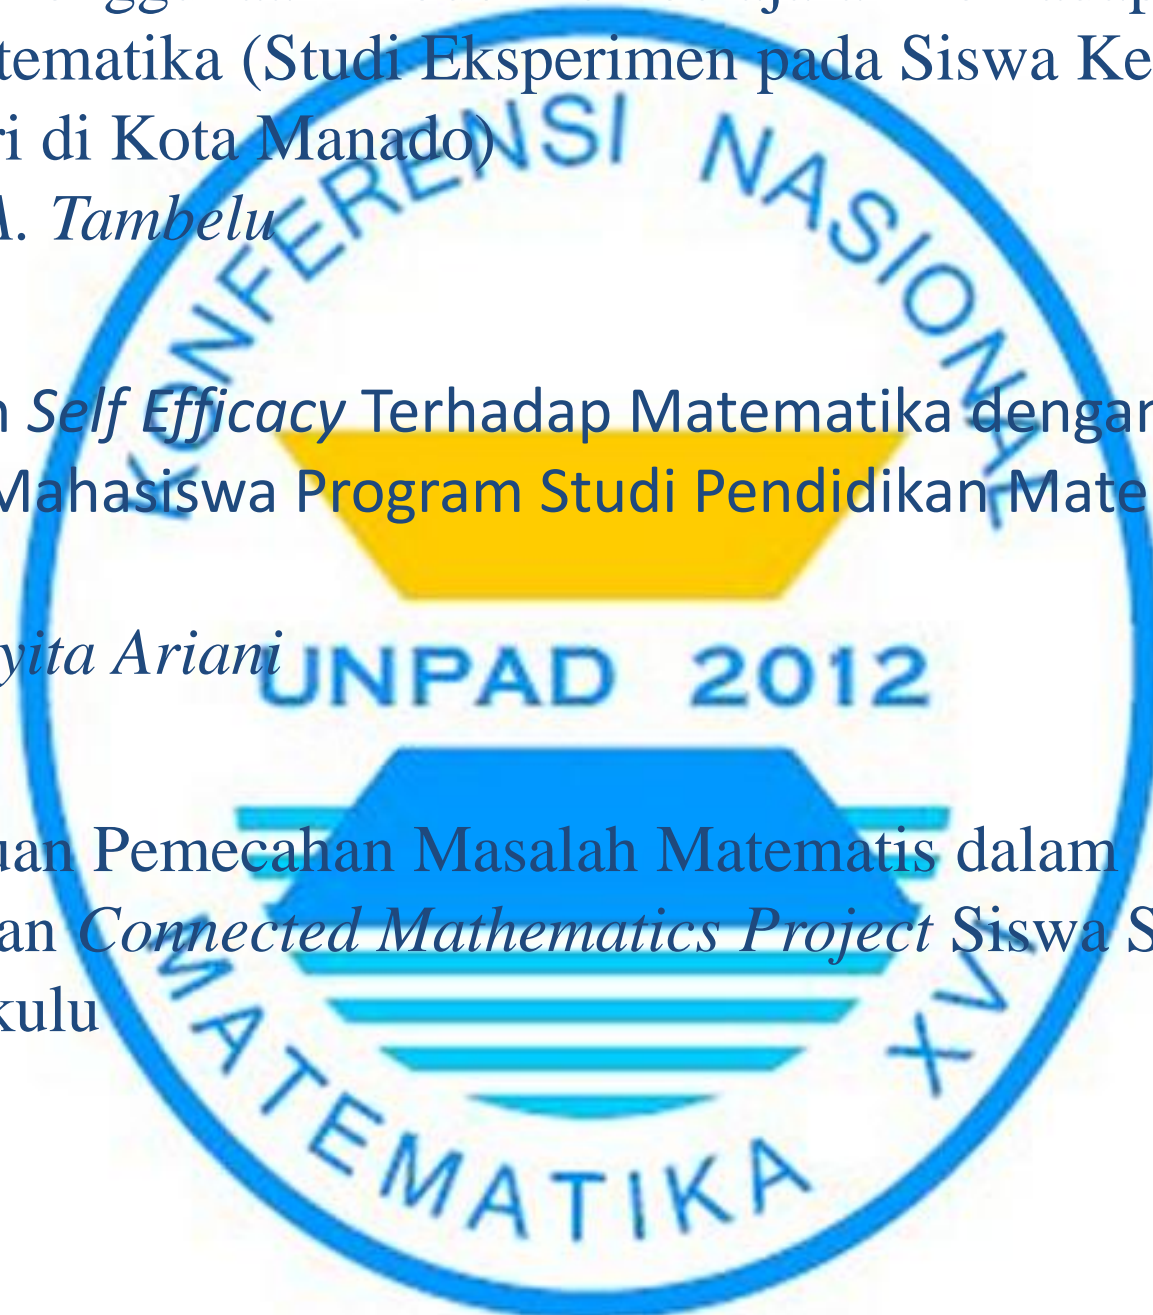 tematika (Studi Eksperimen pada Siswa Ke
ri di Kota Manado)
A. Tambelu
n Self Efficacy Terhadap Matematika dengan
Mahasiswa Program Studi Pendidikan Mate
yita Ariani
uan Pemecahan Masalah Matematis dalam
an Connected Mathematics Project Siswa S
kulu
KONFERENSI NASIONAL
UNPAD 2012
MATEMATIKA XVI